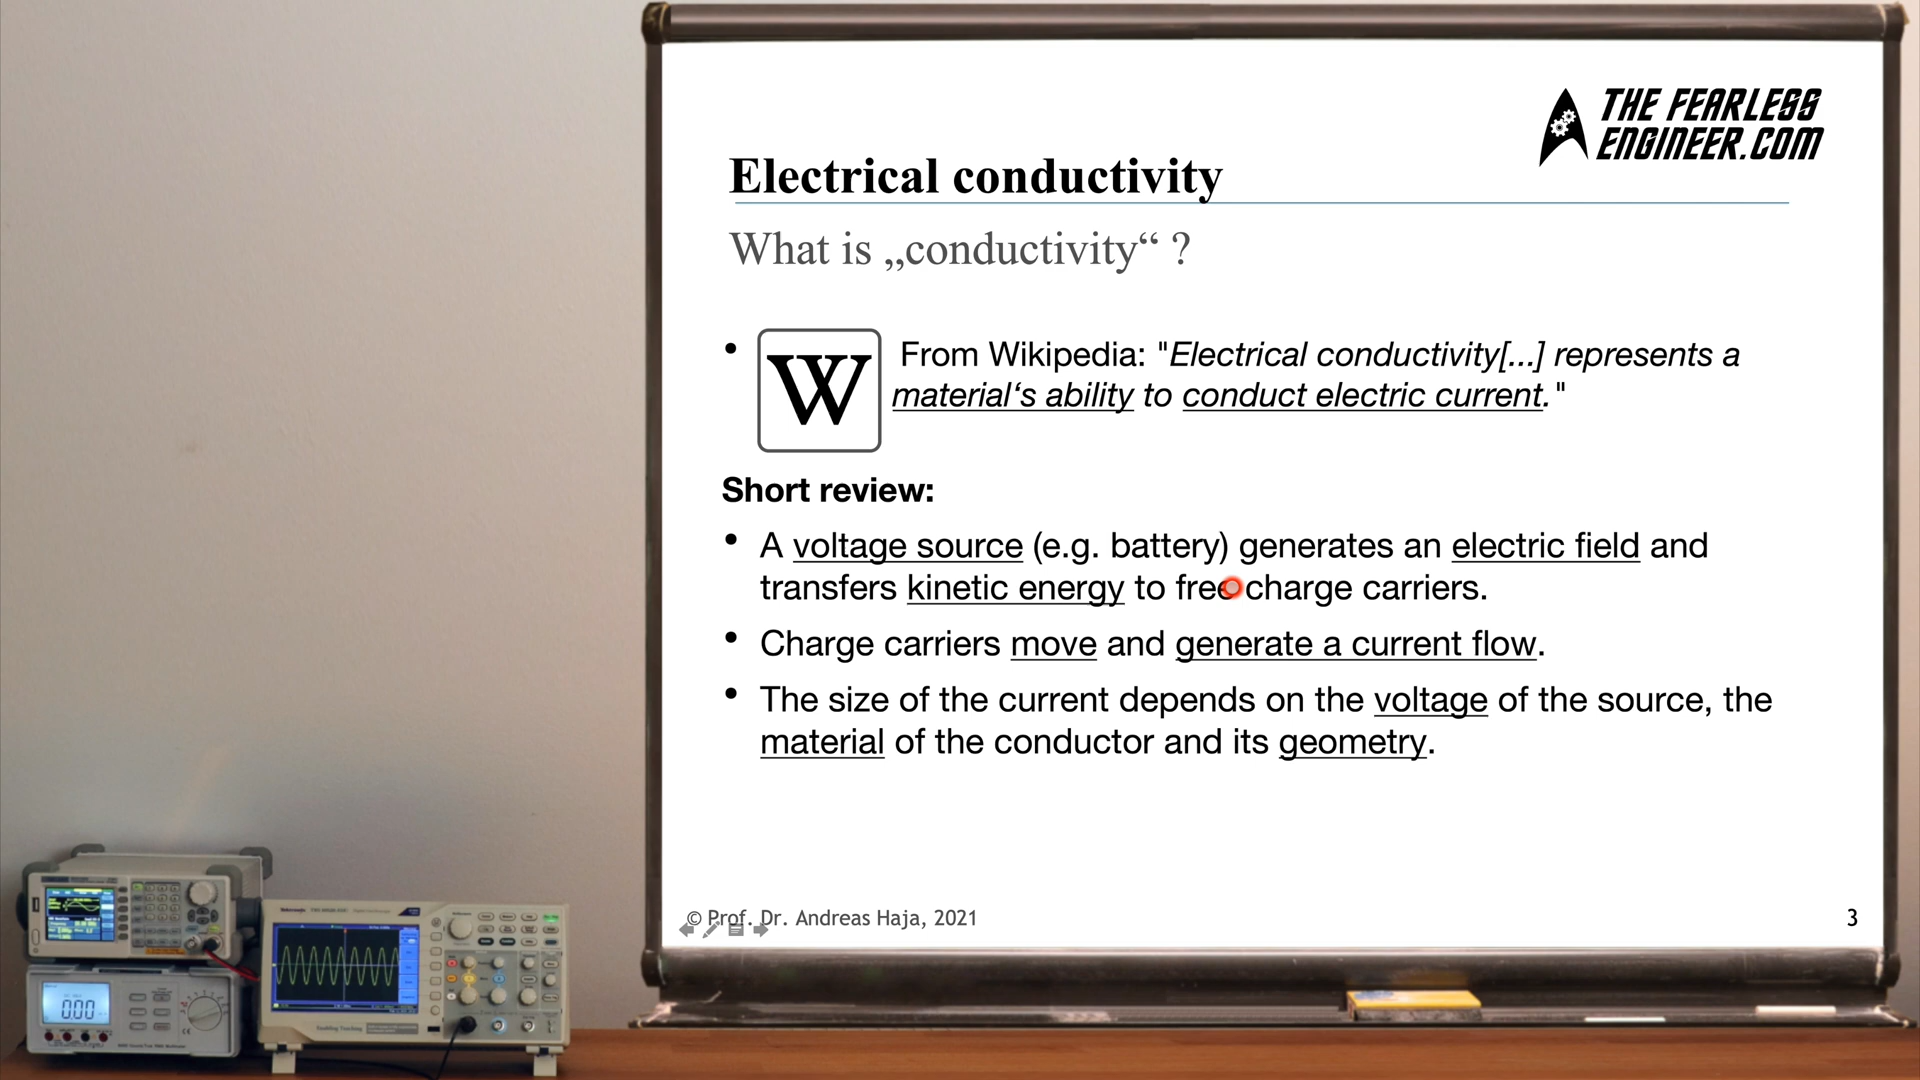 THE FEARLESS
ENGINEER.COM
Electrical conductivity
What is „conductivity“ ?
• W From Wikipedia: "Electrical conductivity[...] represents a
material‘s ability to conduct electric current."
Short review:
• A voltage source (e.g. battery) generates an electric field and
transfers kinetic energy to free charge carriers.
• Charge carriers move and generate a current flow.
• The size of the current depends on the voltage of the source, the
material of the conductor and its geometry.
© Prof. Dr. Andreas Haja, 2021
3
Tektronix
0.00